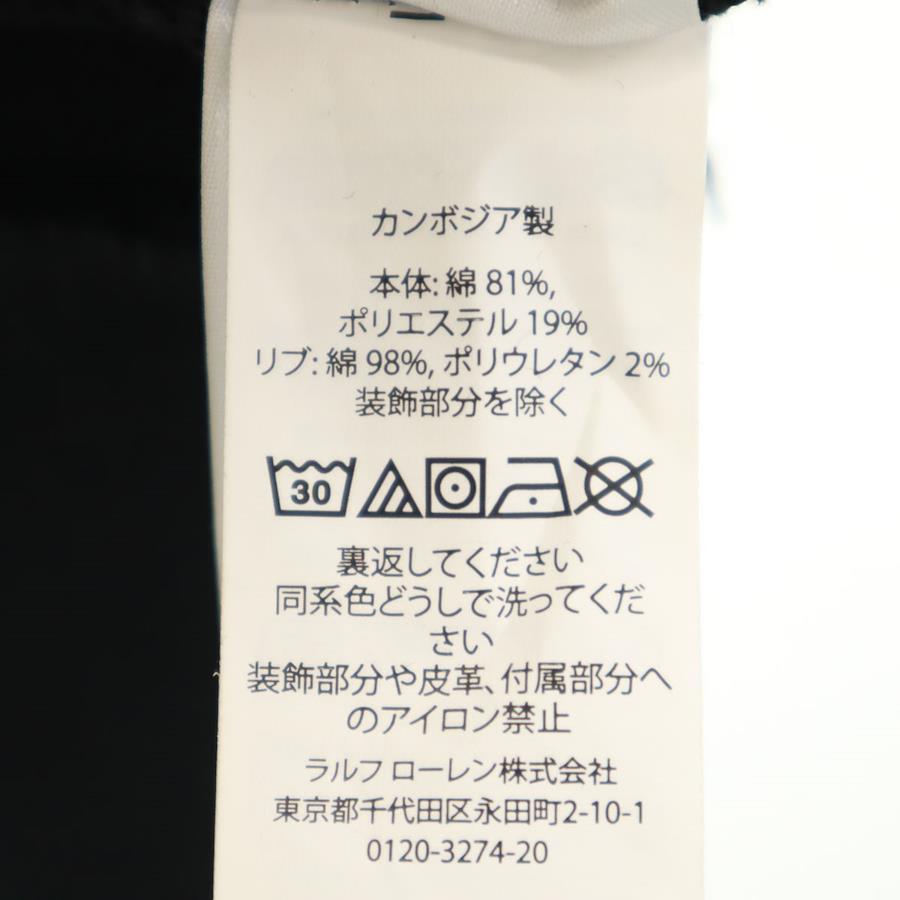 カンボジア製
本体: 綿 81%,
ポリエステル 19%
リブ: 綿 98%, ポリウレタン 2%
装飾部分を除く
30
裏返してください
同系色どうしで洗ってくだ
さい
装飾部分や皮革、付属部分へ
のアイロン禁止
ラルフ ローレン株式会社
東京都千代田区永田町2-10-1
0120-3274-20